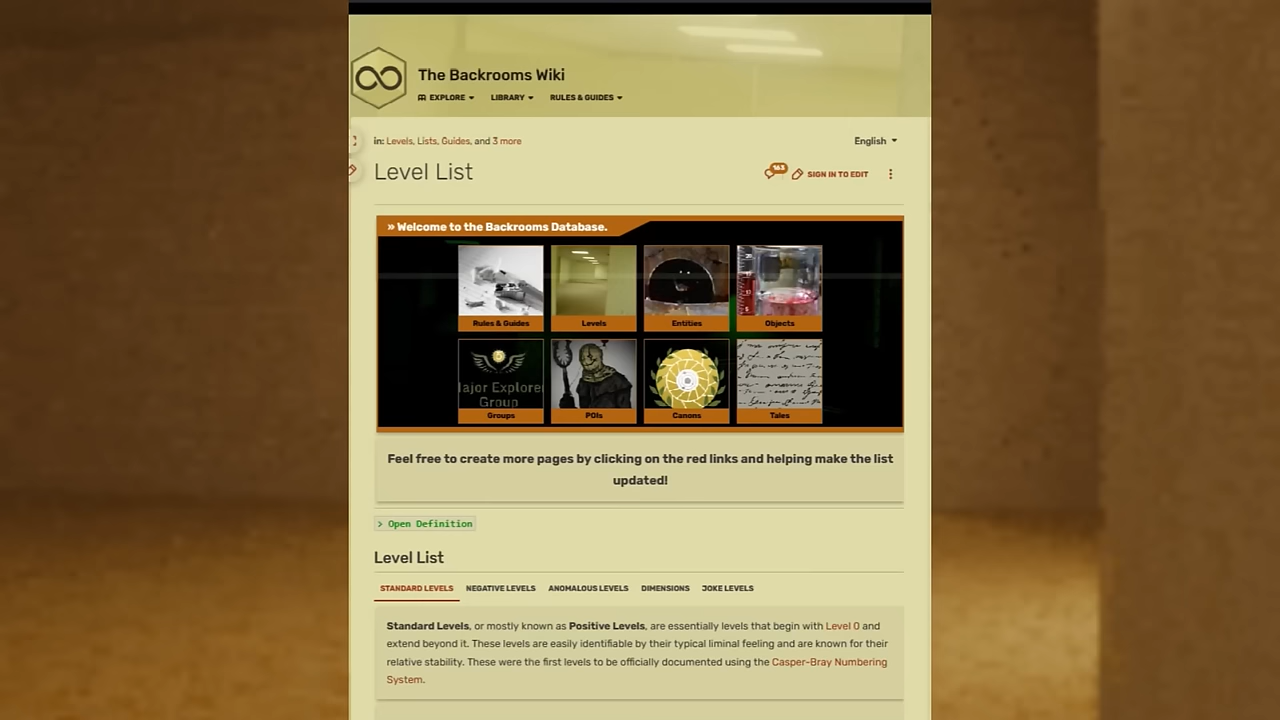 The Backrooms Wiki
EXPLORE LIBRARY RULES & GUIDES
in: Levels, Lists, Guides, and 3 more
English
Level List
163
SIGN IN TO EDIT
» Welcome to the Backrooms Database.
Rules & Guides Levels Entities Objects
5
Major Explorer
Group
Groups POIs Canons Tales
Feel free to create more pages by clicking on the red links and helping make the list
updated!
> Open Definition
Level List
STANDARD LEVELS NEGATIVE LEVELS ANOMALOUS LEVELS DIMENSIONS JOKE LEVELS
Standard Levels, or mostly known as Positive Levels, are essentially levels that begin with Level 0 and
extend beyond it. These levels are easily identifiable by their typical liminal feeling and are known for their
relative stability. These were the first levels to be officially documented using the Casper-Bray Numbering
System.